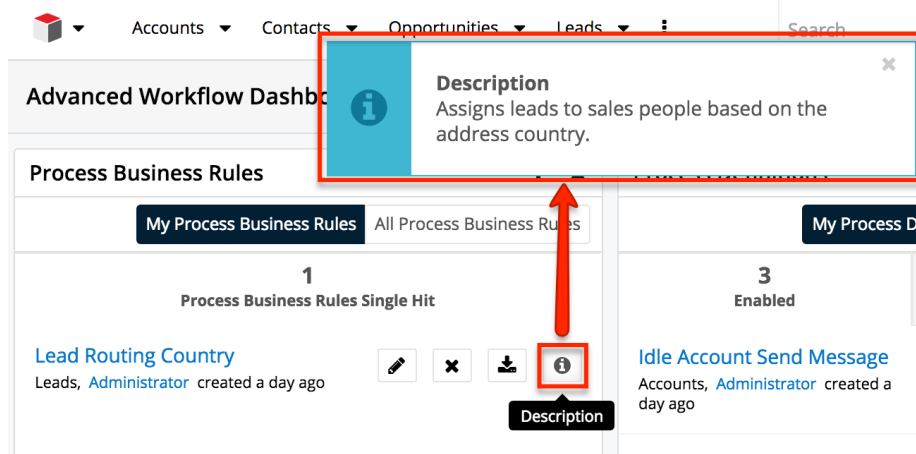 Accounts Contacts Opportunities Leads Search
Description
Assigns leads to sales people based on the
address country.
Advanced Workflow
Process Business Rules
My Process Business Rules All Process Business Rules
My Process
1
Process Business Rules Single Hit
3
Enabled
Lead Routing Country
Leads, Administrator created a day ago
Description
Idle Account Send Message
Accounts, Administrator created a
day ago